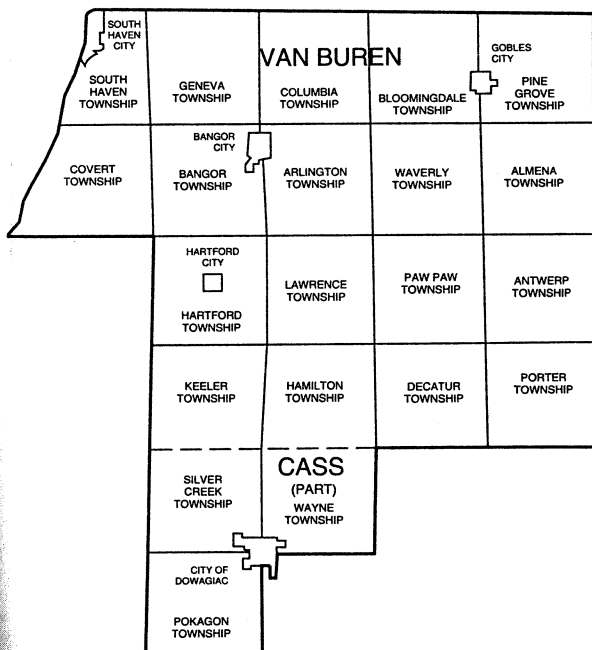 SOUTH
HAVEN
CITY
VAN BUREN
GOBLES
CITY
SOUTH
HAVEN
TOWNSHIP
GENEVA
TOWNSHIP
COLUMBIA
TOWNSHIP
BLOOMINGDALE
TOWNSHIP
PINE
GROVE
TOWNSHIP
BANGOR
CITY
COVERT
TOWNSHIP
BANGOR
TOWNSHIP
ARLINGTON
TOWNSHIP
WAVERLY
TOWNSHIP
ALMENA
TOWNSHIP
HARTFORD
CITY
HARTFORD
TOWNSHIP
LAWRENCE
TOWNSHIP
PAW PAW
TOWNSHIP
ANTWERP
TOWNSHIP
KEELER
TOWNSHIP
HAMILTON
TOWNSHIP
DECATUR
TOWNSHIP
PORTER
TOWNSHIP
CASS
(PART)
SILVER
CREEK
TOWNSHIP
WAYNE
TOWNSHIP
CITY OF
DOWAGIAC
POKAGON
TOWNSHIP